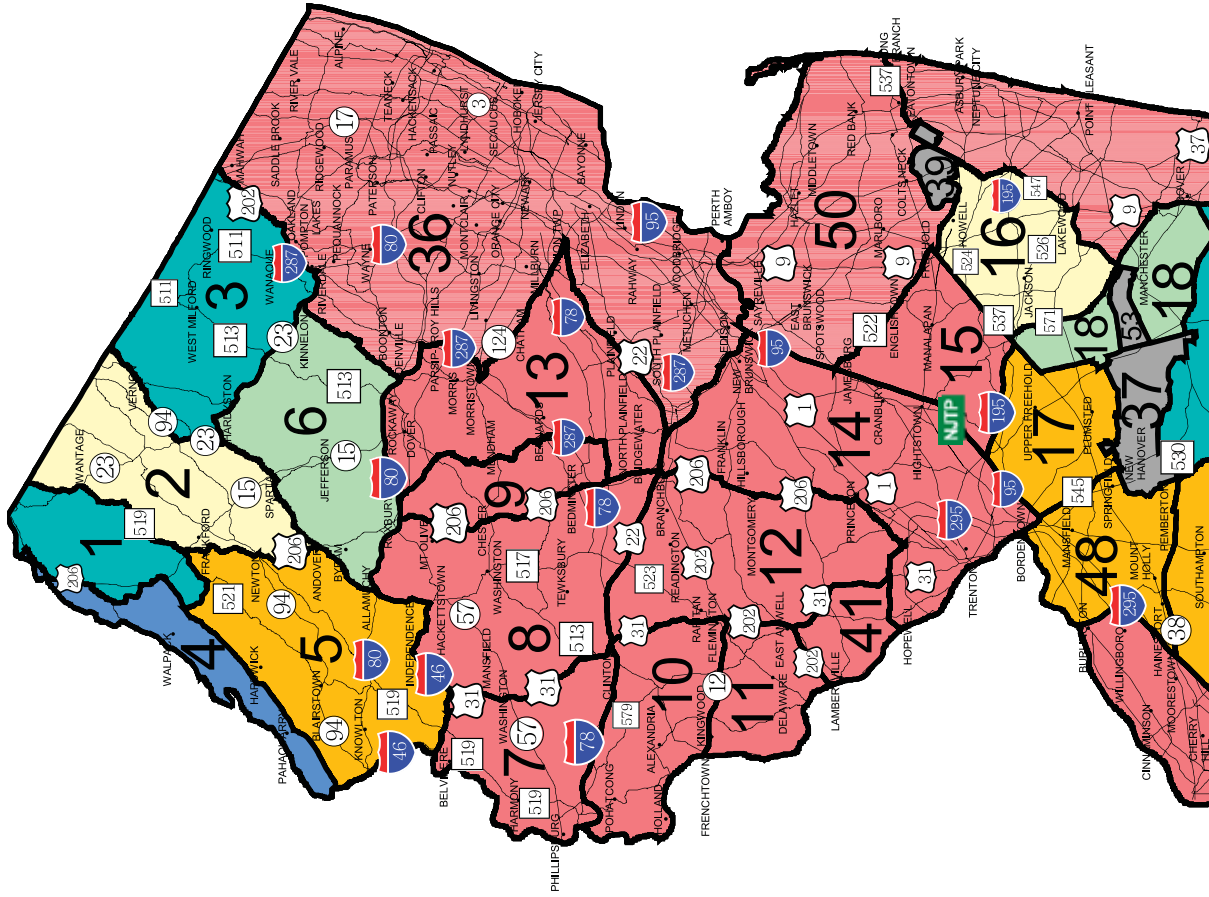 RIVER VALE
ALPINE
MAHWAH
SADDLE BROOK
17
TEANECK
HACKENSACK
3
RINGWOOD
202
RIDGEWOOD
PARAMUS
PASSAIC
LYNDHURST
SECAUCUS
JERSEY CITY
511
511
OAKLAND
LAKES
PATERSON
CLIFTON
NUTLEY
WEST MILFORD
3
WANAQUE
287
PEQUANNOCK
80
36
MONTCLAIR
ORANGE CITY
NEWARK
BAYONNE
513
23
RIVERDALE
WAYNE
KINNELON
BOONTON
LIVINGSTON
ELIZABETH
LINDEN
95
PERTH
AMBOY
94
HARDYSTON
6
513
DENVILLE
287
124
CHATHAM
78
RAHWAY
WOODBRIDGE
WANTAGE
23
23
JEFFERSON
15
ROCKAWAY
DOVER
MORRIS
MORRISTOWN
13
PLAINFIELD
22
METUCHEN
EDISON
2
15
SPARTA
80
MENDHAM
BERNARDS
287
NORTH PLAINFIELD
SOUTH PLAINFIELD
287
1
519
FRANKFORD
206
ROXBURY
9
206
BEDMINSTER
78
BRIDGEWATER
206
521
NEWTON
ANDOVER
BYAM
MT OLIVE
206
CHESTER
22
BRANCHBURG
4
5
94
ALLAMUCHY
HACKETTSTOWN
57
WASHINGTON
517
TEWKSBURY
523
READINGTON
202
WALPACK
HARDWICK
80
INDEPENDENCE
46
MANSFIELD
8
513
CLINTON
31
RARITAN
FLEMINGTON
202
206
PAHAQUARRY
BLAIRSTOWN
94
KNOWLTON
519
46
31
WASHINGTON
57
31
579
10
12
EAST AMWELL
31
BELVIDERE
519
7
78
ALEXANDRIA
KINGWOOD
11
DELAWARE
202
41
HARMONY
519
POHATCONG
HOLLAND
FRENCHTOWN
LAMBERTVILLE
PHILLIPSBURG
FRANKLIN
HILLSBOROUGH
NEW
BRUNSWICK
95
206
MONTGOMERY
12
206
PRINCETON
1
14
1
CRANBURY
JAMESBURG
HIGHTSTOWN
HOPEWELL
31
295
TRENTON
NJTP
195
95
SAYREVILLE
EAST
BRUNSWICK
SPOTSWOOD
9
HAZLET
MIDDLETOWN
RED BANK
537
50
MARLBORO
COLTS NECK
9
522
MANALAPAN
15
39
ASBURY PARK
NEPTUNE CITY
POINT PLEASANT
37
HOWELL
195
547
524
16
526
LAKEWOOD
9
537
JACKSON
571
MANCHESTER
18
18
53
37
NEW
HANOVER
530
UPPER FREEHOLD
17
PLUMSTED
545
SPRINGFIELD
PEMBERTON
MANSFIELD
48
MOUNT
HOLLY
SOUTHAMPTON
295
38
WILLINGBORO
MOORESTOWN
CINNAMINSON
CHERRY
HILL